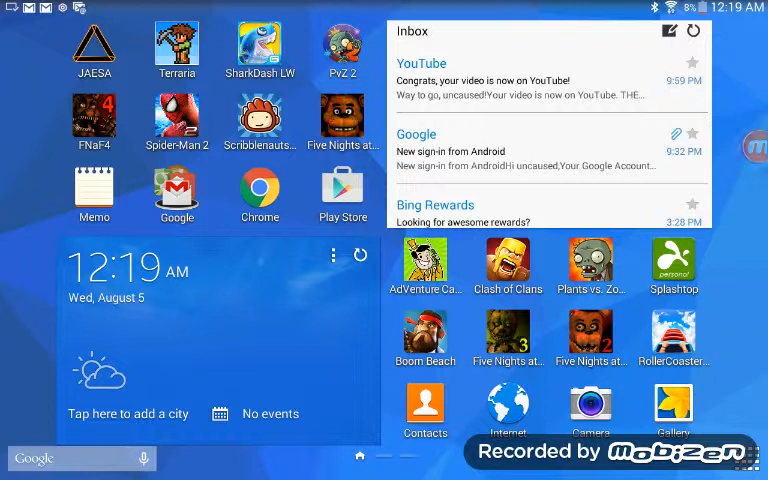 8% 12:19 AM
JAESA
Terraria
SharkDash LW
PvZ 2
4
FNaF4
Spider-Man 2
Scribblenauts...
Five Nights at...
Memo
Google
Chrome
Play Store
Inbox
YouTube
Congrats, your video is now on YouTube!
9:59 PM
Way to go, uncaused!Your video is now on YouTube. THE...
Google
New sign-in from Android
9:32 PM
New sign-in from AndroidHi uncaused,Your Google Account...
Bing Rewards
Looking for awesome rewards?
3:28 PM
12:19 AM
Wed, August 5
Tap here to add a city
No events
personal
AdVenture Ca...
Clash of Clans
Plants vs. Zo...
Splashtop
3
2
Boom Beach
Five Nights at...
Five Nights at...
RollerCoaster...
Contacts
Internet
Camera
Gallery
Google
Recorded by mobizen